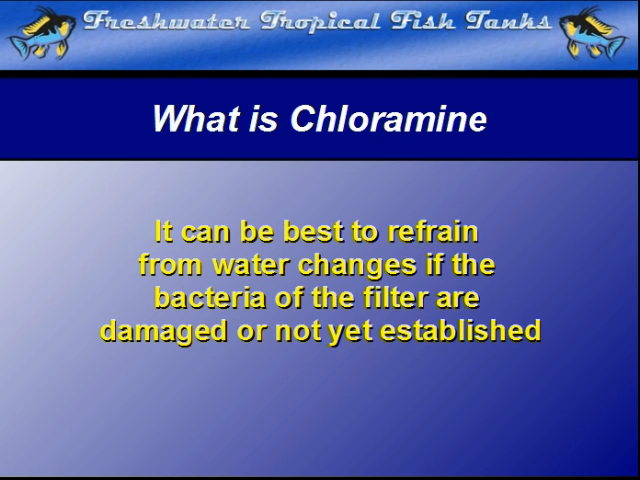 Freshwater Tropical Fish Tanks
What is Chloramine
It can be best to refrain
from water changes if the
bacteria of the filter are
damaged or not yet established